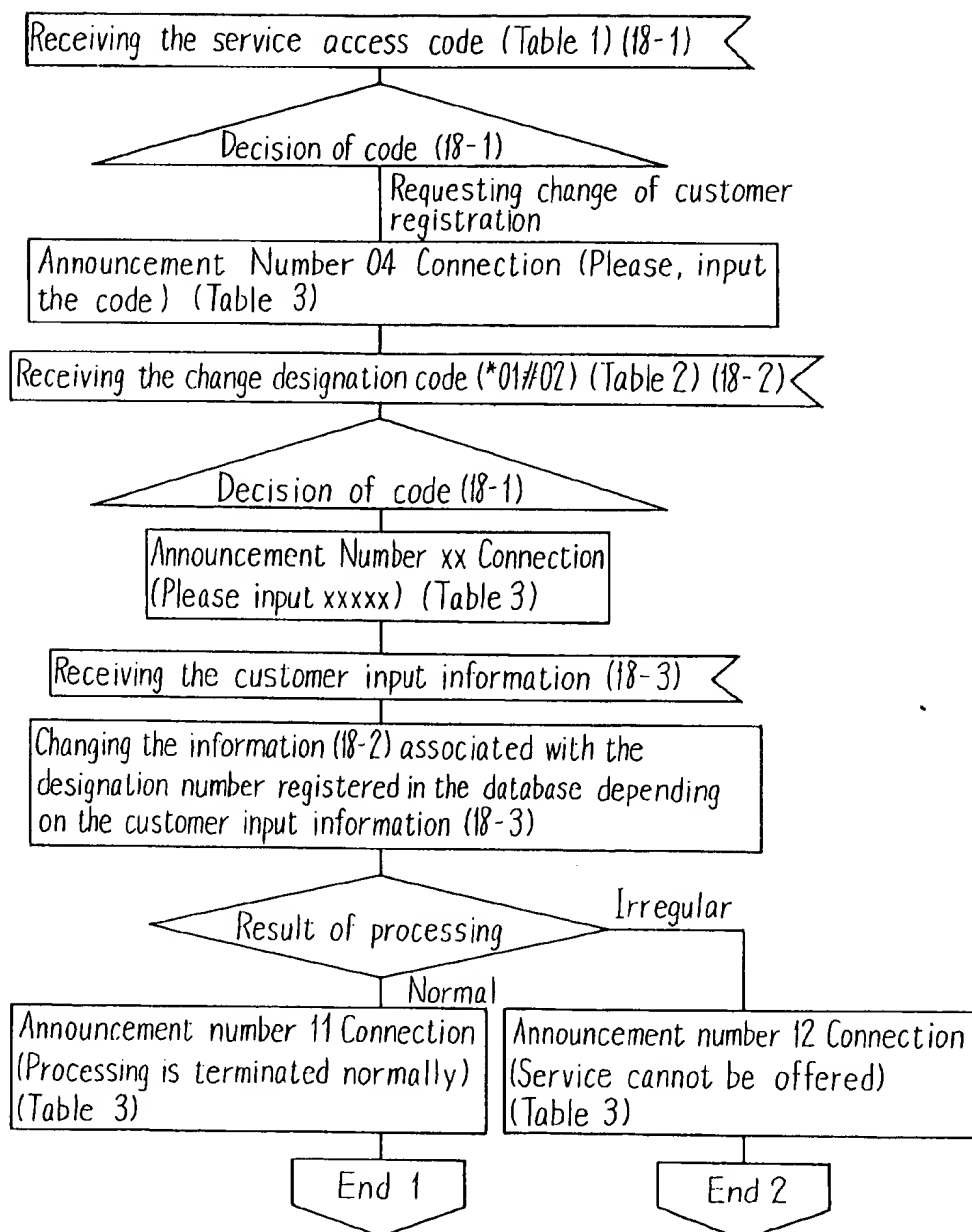 Receiving the service access code (Table 1) (18-1)
Decision of code (18-1)
Requesting change of customer
registration
Announcement Number 04 Connection (Please, input
the code) (Table 3)
Receiving the change designation code (*01#02) (Table 2) (18-2)
Decision of code (18-1)
Announcement Number xx Connection
(Please input xxxxx) (Table 3)
Receiving the customer input information (18-3)
Changing the information (18-2) associated with the
designation number registered in the database depending
on the customer input information (18-3)
Result of processing
Irregular
Normal
Announcement number 11 Connection
(Processing is terminated normally)
(Table 3)
Announcement number 12 Connection
(Service cannot be offered)
(Table 3)
End 1
End 2